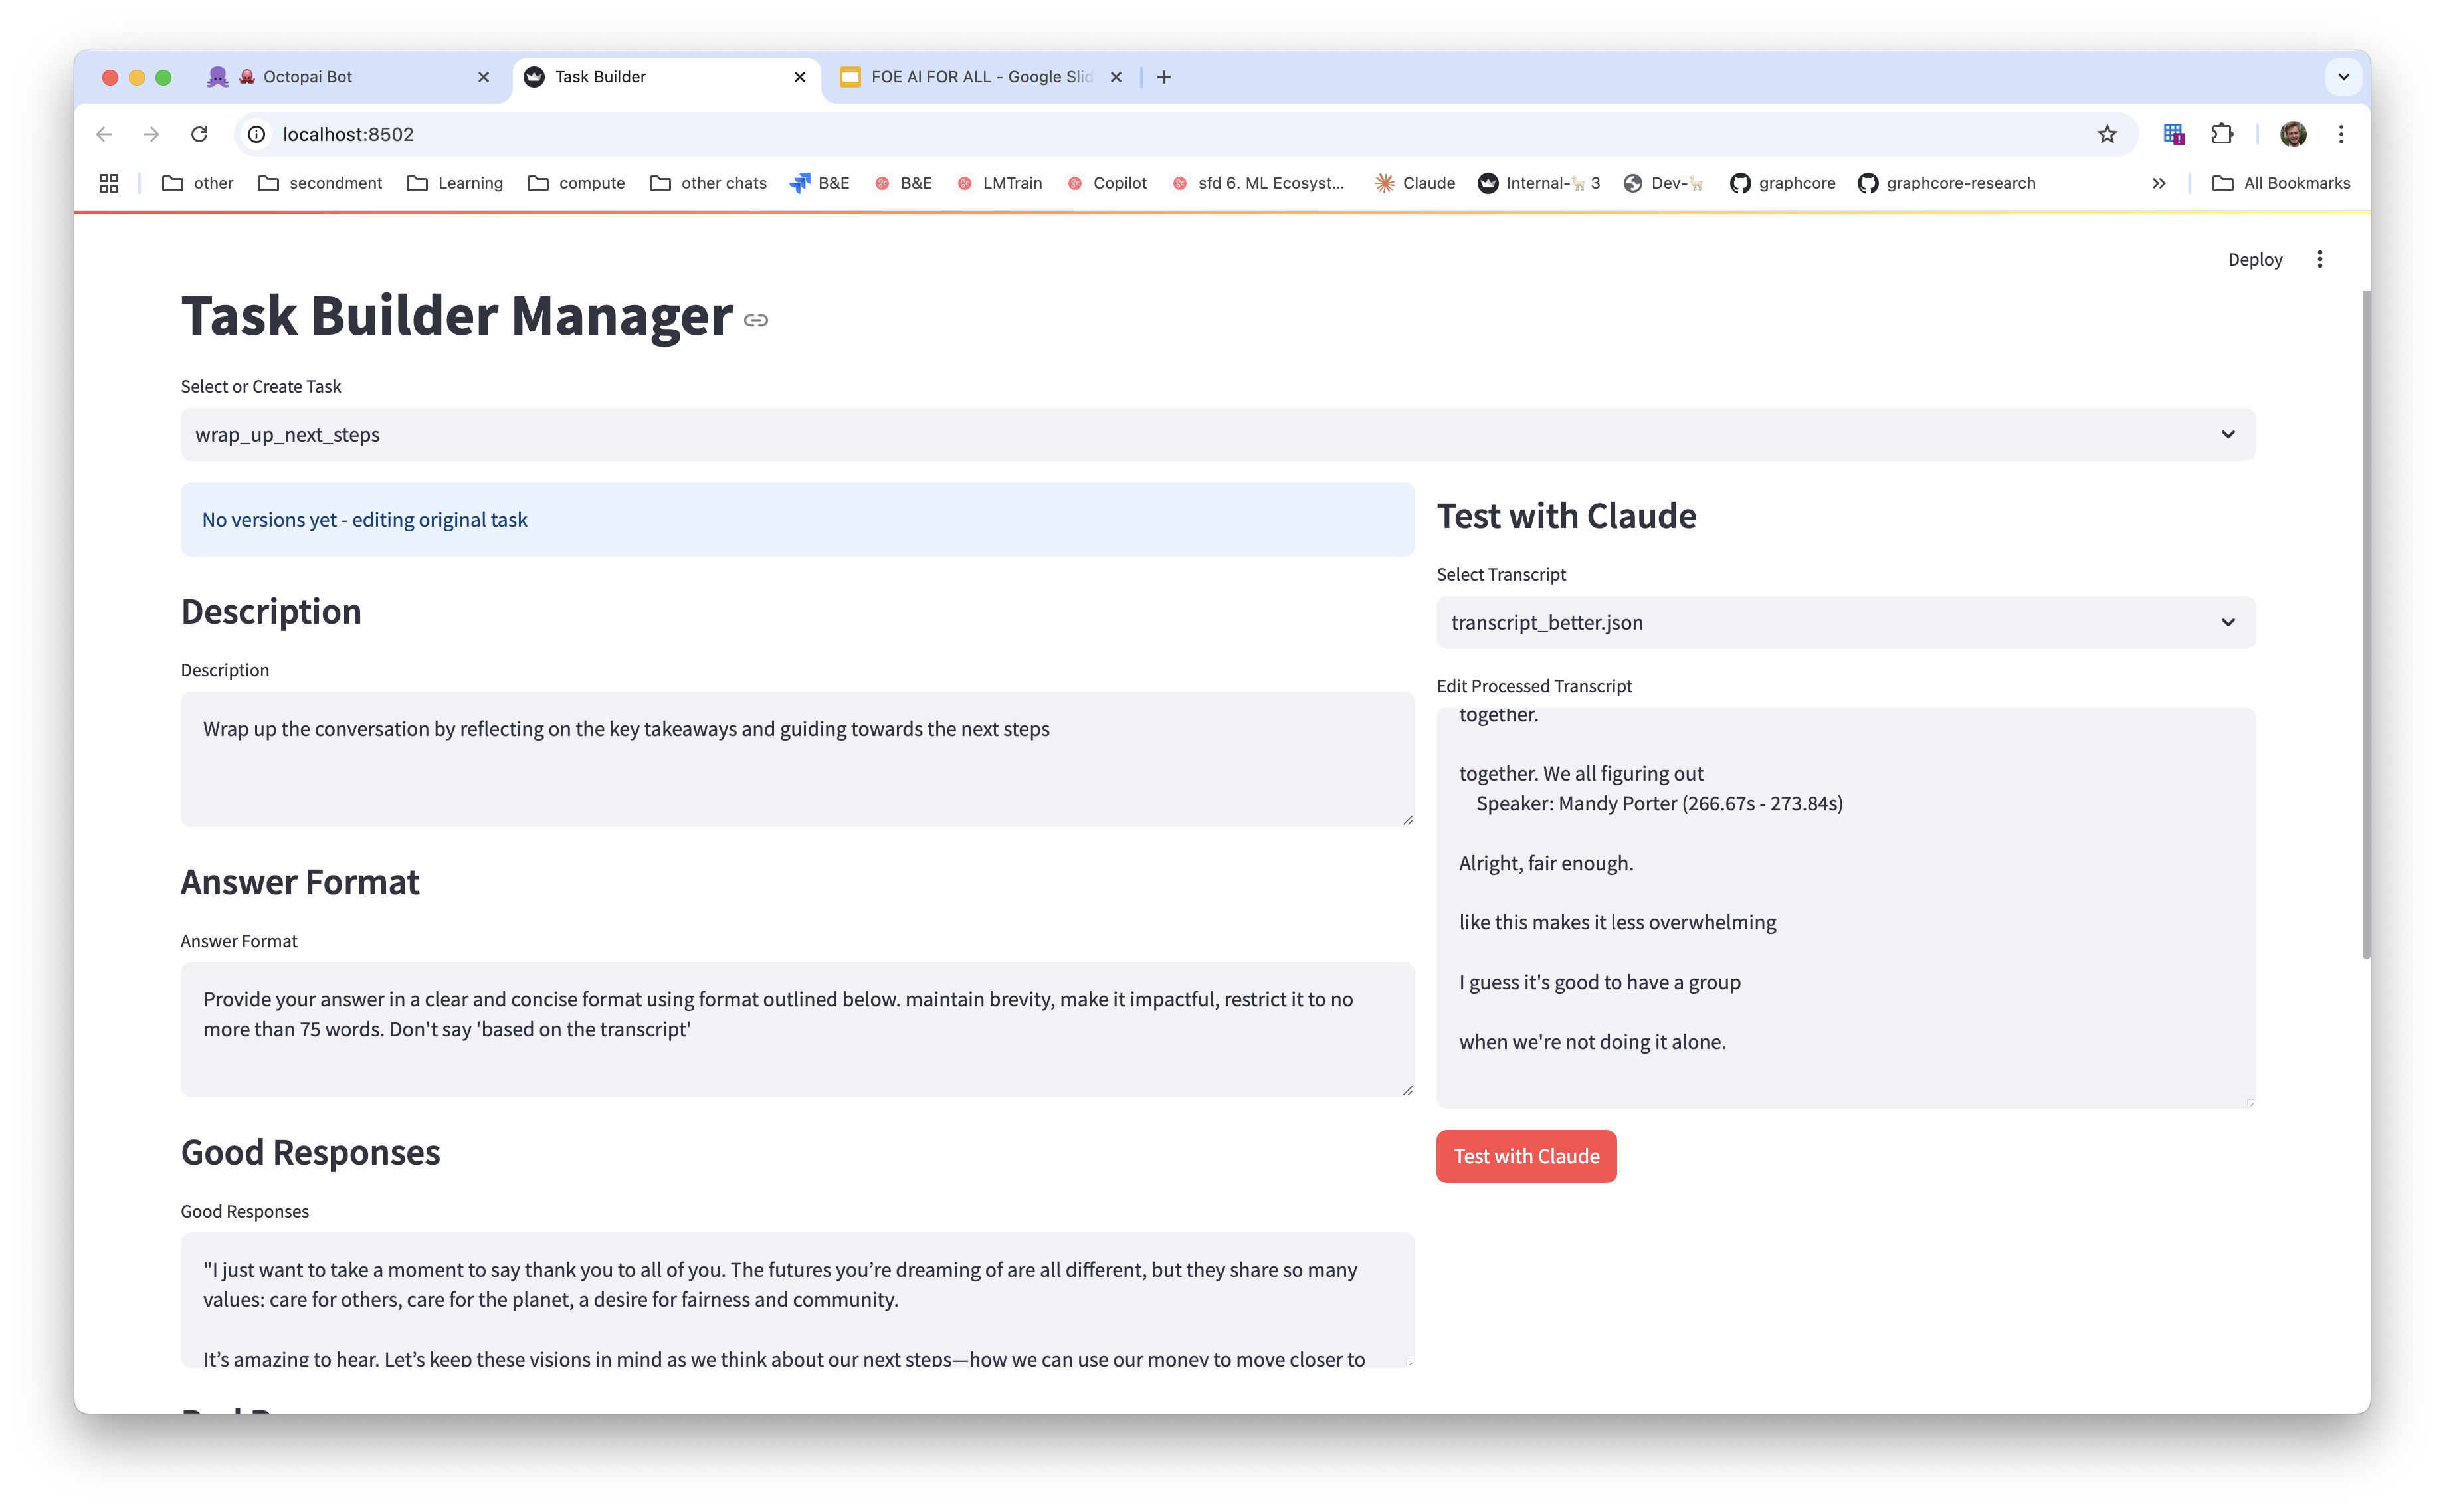 Octopai Bot
Task Builder
FOE AI FOR ALL - Google Slid
localhost:8502
other
secondment
Learning
compute
other chats
B&E
B&E
LMTrain
Copilot
sfd 6. ML Ecosyst...
Claude
Internal-🦙 3
Dev-🦙
graphcore
graphcore-research
All Bookmarks
Deploy
Task Builder Manager
Select or Create Task
wrap_up_next_steps
No versions yet - editing original task
Description
Description
Wrap up the conversation by reflecting on the key takeaways and guiding towards the next steps
Answer Format
Answer Format
Provide your answer in a clear and concise format using format outlined below. maintain brevity, make it impactful, restrict it to no
more than 75 words. Don't say 'based on the transcript'
Good Responses
Good Responses
"I just want to take a moment to say thank you to all of you. The futures you’re dreaming of are all different, but they share so many
values: care for others, care for the planet, a desire for fairness and community.
It’s amazing to hear. Let’s keep these visions in mind as we think about our next steps—how we can use our money to move closer to
Test with Claude
Select Transcript
transcript_better.json
Edit Processed Transcript
together.
together. We all figuring out
Speaker: Mandy Porter (266.67s - 273.84s)
Alright, fair enough.
like this makes it less overwhelming
I guess it's good to have a group
when we're not doing it alone.
Test with Claude